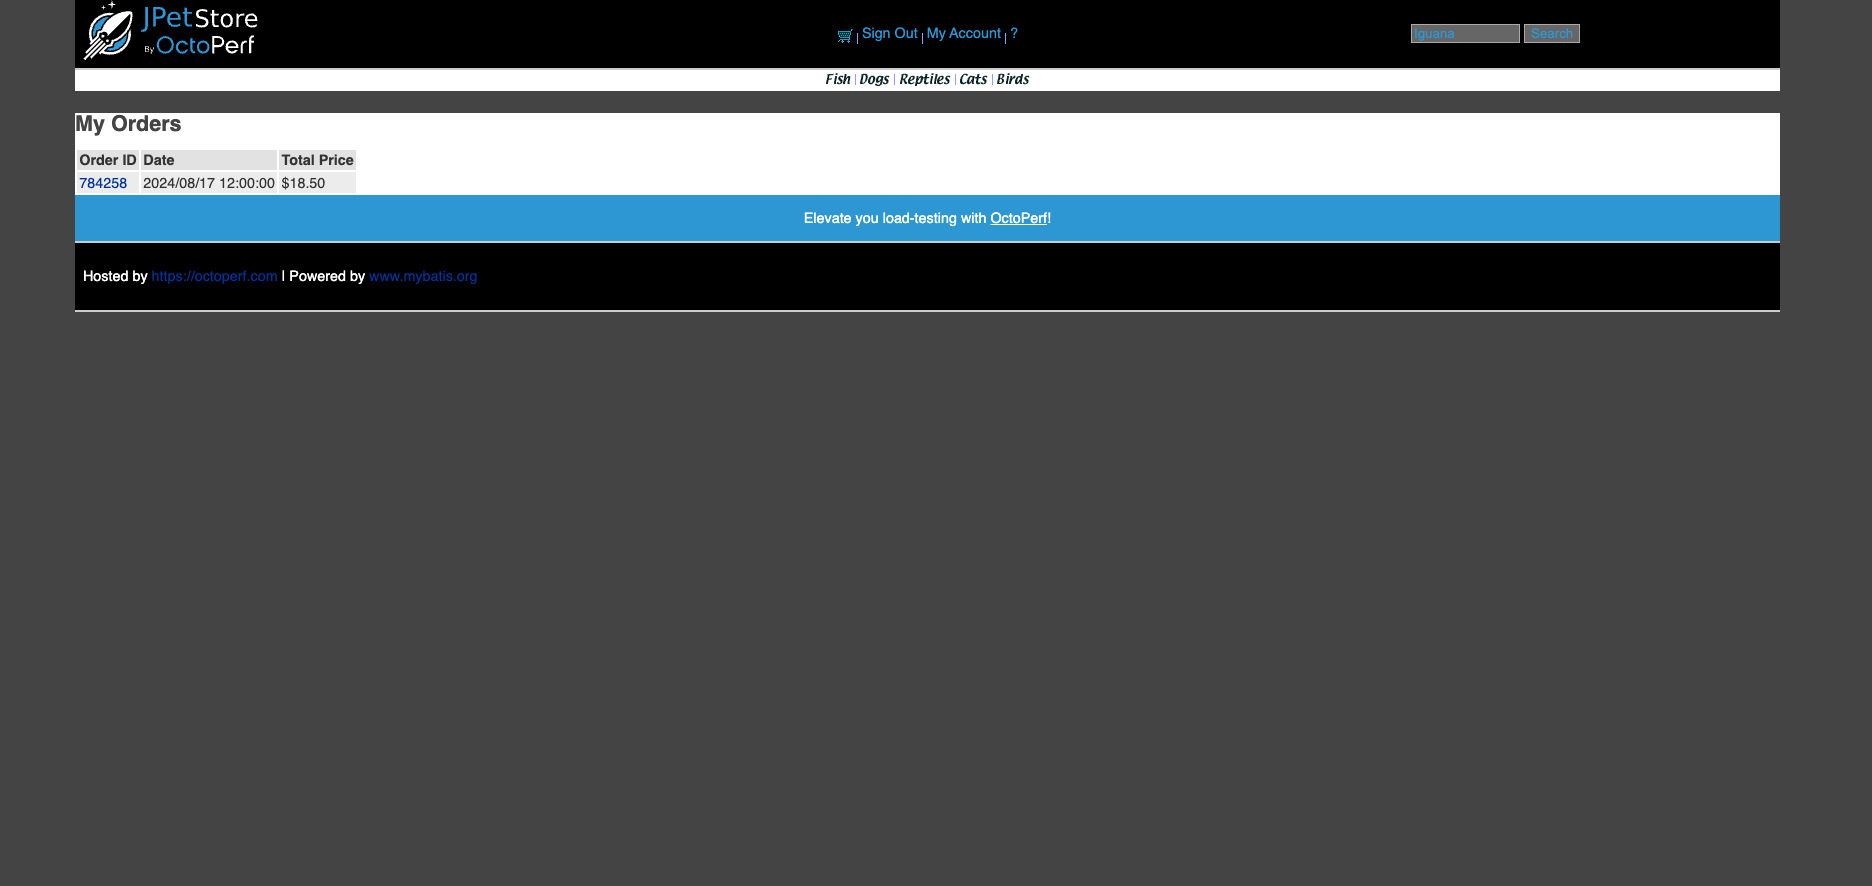 JPetStore
By OctoPerf
Sign Out | My Account | ?
Iguana Search
Fish | Dogs | Reptiles | Cats | Birds
My Orders
Order ID Date Total Price
784258 2024/08/17 12:00:00 $18.50
Elevate you load-testing with OctoPerf!
Hosted by https://octoperf.com | Powered by www.mybatis.org